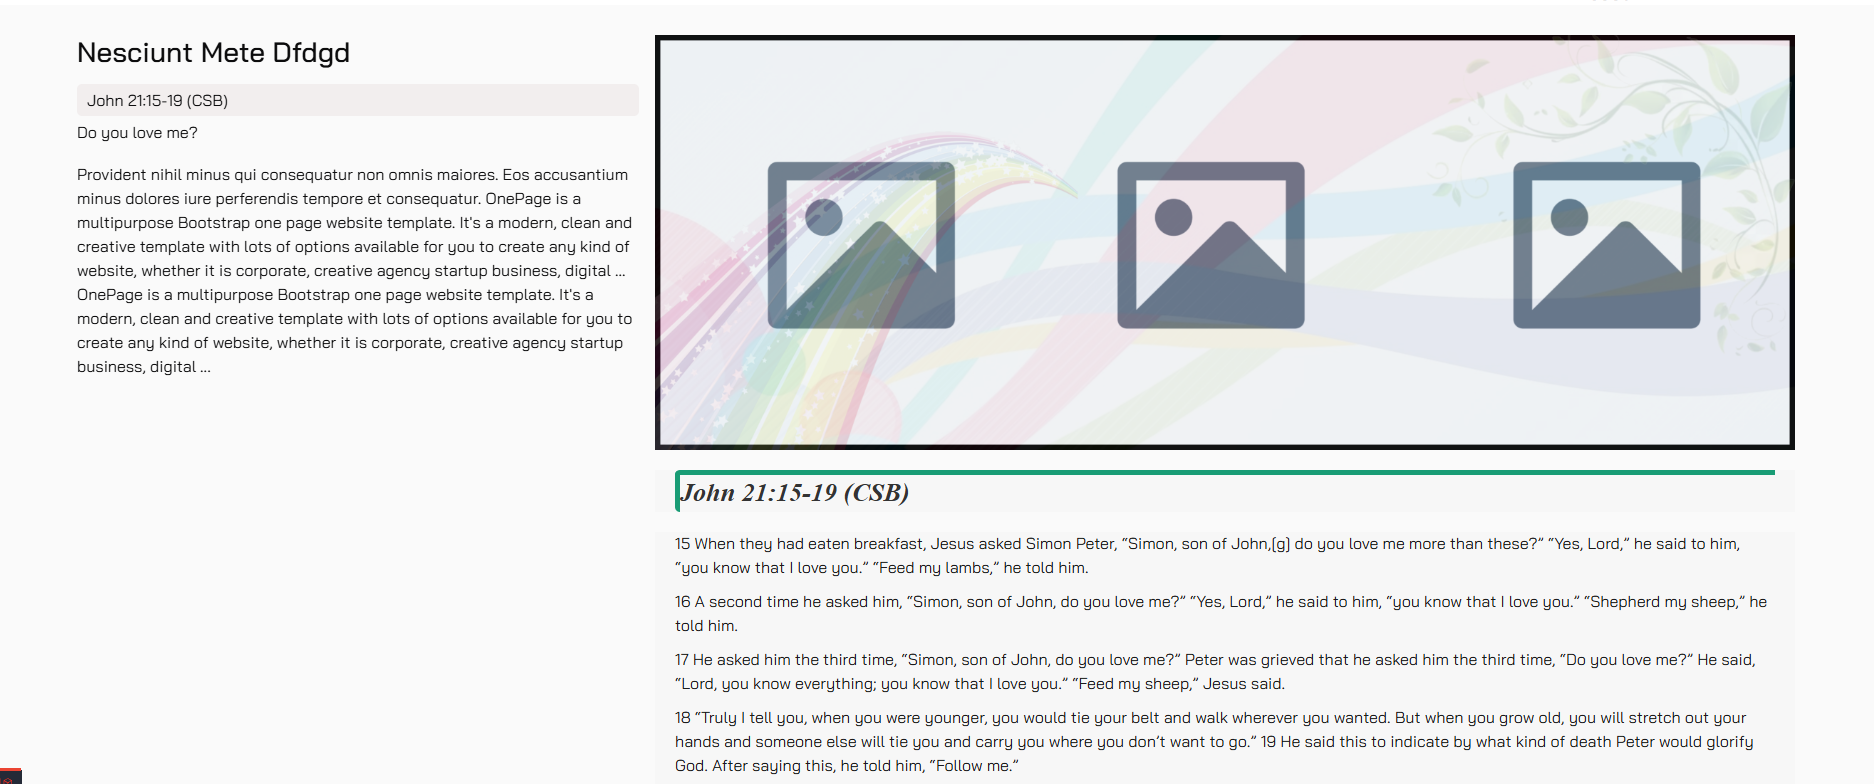 Nesciunt Mete Dfdgd
John 21:15-19 (CSB)
Do you love me?
Provident nihil minus qui consequatur non omnis maiores. Eos accusantium
minus dolores iure perferendis tempore et consequatur. OnePage is a
multipurpose Bootstrap one page website template. It's a modern, clean and
creative template with lots of options available for you to create any kind of
website, whether it is corporate, creative agency startup business, digital ...
OnePage is a multipurpose Bootstrap one page website template. It's a
modern, clean and creative template with lots of options available for you to
create any kind of website, whether it is corporate, creative agency startup
business, digital ...
John 21:15-19 (CSB)
15 When they had eaten breakfast, Jesus asked Simon Peter, “Simon, son of John,[g] do you love me more than these?” “Yes, Lord,” he said to him,
“you know that I love you.” “Feed my lambs,” he told him.
16 A second time he asked him, “Simon, son of John, do you love me?” “Yes, Lord,” he said to him, “you know that I love you.” “Shepherd my sheep,” he
told him.
17 He asked him the third time, “Simon, son of John, do you love me?” Peter was grieved that he asked him the third time, “Do you love me?” He said,
“Lord, you know everything; you know that I love you.” “Feed my sheep,” Jesus said.
18 “Truly I tell you, when you were younger, you would tie your belt and walk wherever you wanted. But when you grow old, you will stretch out your
hands and someone else will tie you and carry you where you don’t want to go.” 19 He said this to indicate by what kind of death Peter would glorify
God. After saying this, he told him, “Follow me.”